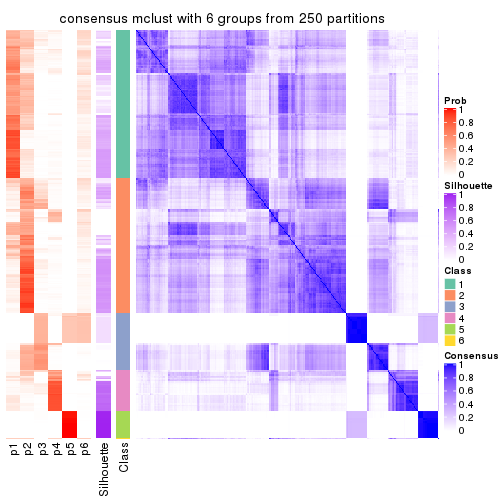 consensus mclust with 6 groups from 250 partitions
Prob
1
0.8
0.6
0.4
0.2
0
Silhouette
1
0.8
0.6
0.4
0.2
0
Class
1
2
3
4
5
6
Consensus
1
0.8
0.6
0.4
0.2
0
p1
p2
p3
p4
p5
p6
Silhouette
Class